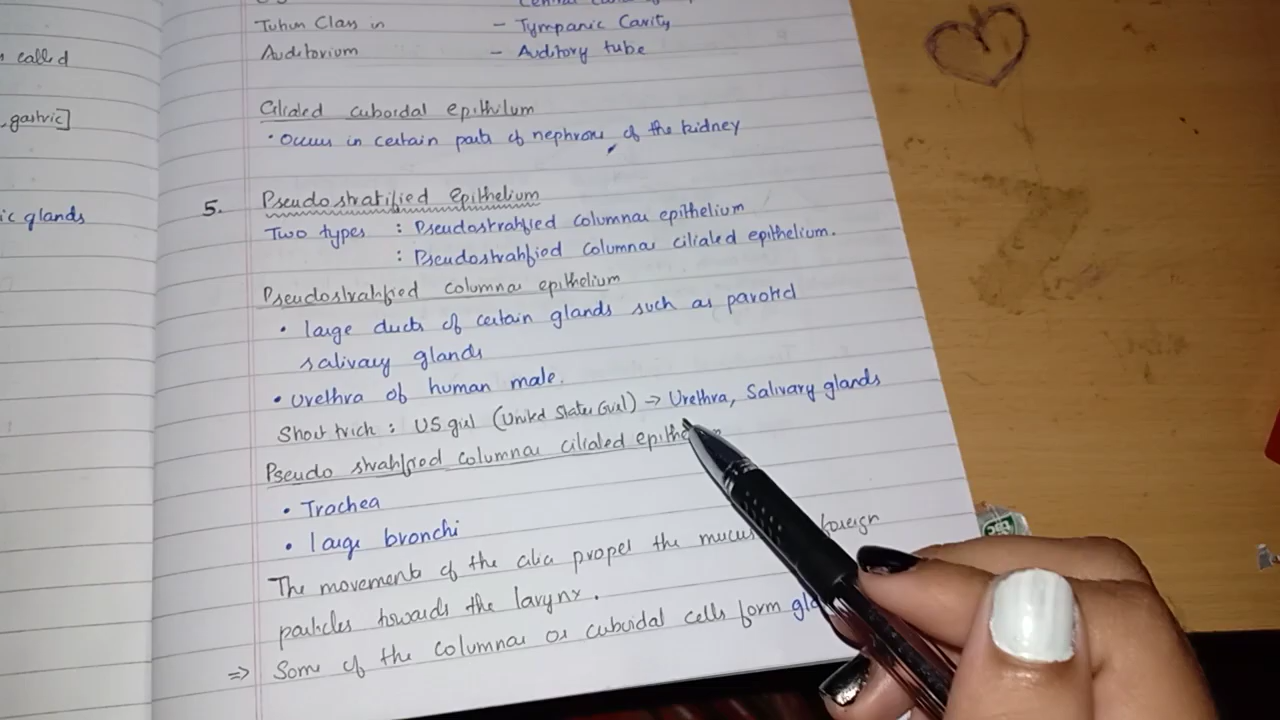 called
gastric]
ic glands
Tuhun Class in - Tympanic Cavity
Auditorium - Auditory tube
Ciliated cuboidal epithilum
• Occurs in certain parts of nephrons of the kidney
5. Pseudostratified Epithelium
Two types : Pseudostratified columnar epithelium
: Pseudostratified columnar ciliated epithelium.
Pseudostratified columnar epithelium
• large ducts of certain glands such as parotid
salivary glands
• urethra of human male.
Short trick : US girl (United States Girl) → Urethra, Salivary glands
Pseudo stratified columnar ciliated
• Trachea
• large bronchi
The movements of the cilia propel the mucus foreign
particles towards the larynx.
⇒ Some of the columnar or cuboidal cells form